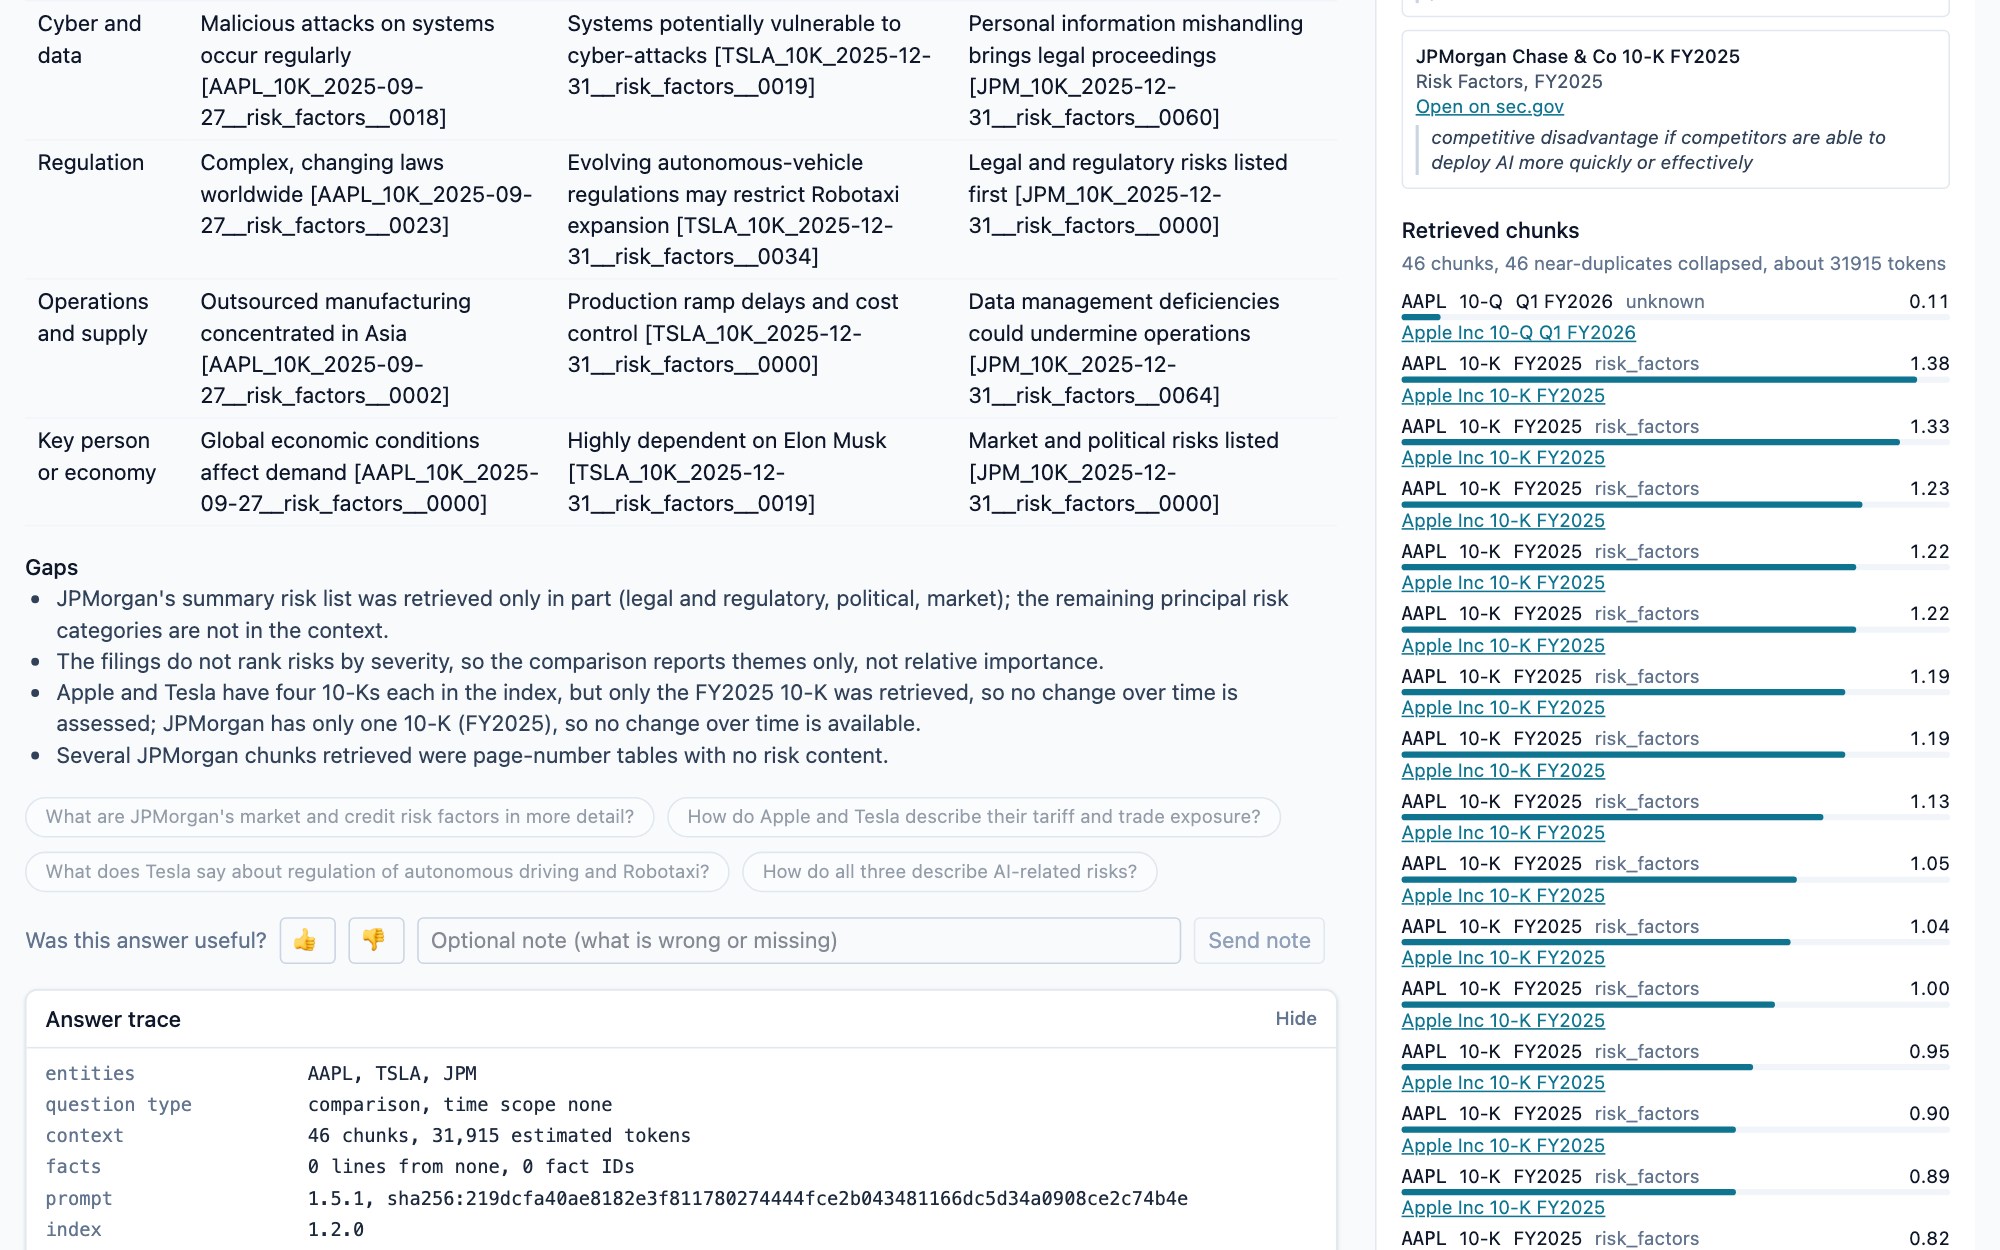 Cyber and
data
Malicious attacks on systems
occur regularly
[AAPL_10K_2025-09-
27__risk_factors__0018]
Systems potentially vulnerable to
cyber-attacks [TSLA_10K_2025-12-
31__risk_factors__0019]
Personal information mishandling
brings legal proceedings
[JPM_10K_2025-12-
31__risk_factors__0060]
Regulation
Complex, changing laws
worldwide [AAPL_10K_2025-09-
27__risk_factors__0023]
Evolving autonomous-vehicle
regulations may restrict Robotaxi
expansion [TSLA_10K_2025-12-
31__risk_factors__0034]
Legal and regulatory risks listed
first [JPM_10K_2025-12-
31__risk_factors__0000]
Operations
and supply
Outsourced manufacturing
concentrated in Asia
[AAPL_10K_2025-09-
27__risk_factors__0002]
Production ramp delays and cost
control [TSLA_10K_2025-12-
31__risk_factors__0000]
Data management deficiencies
could undermine operations
[JPM_10K_2025-12-
31__risk_factors__0064]
Key person
or economy
Global economic conditions
affect demand [AAPL_10K_2025-
09-27__risk_factors__0000]
Highly dependent on Elon Musk
[TSLA_10K_2025-12-
31__risk_factors__0019]
Market and political risks listed
[JPM_10K_2025-12-
31__risk_factors__0000]
Gaps
• JPMorgan's summary risk list was retrieved only in part (legal and regulatory, political, market); the remaining principal risk
categories are not in the context.
• The filings do not rank risks by severity, so the comparison reports themes only, not relative importance.
• Apple and Tesla have four 10-Ks each in the index, but only the FY2025 10-K was retrieved, so no change over time is
assessed; JPMorgan has only one 10-K (FY2025), so no change over time is available.
• Several JPMorgan chunks retrieved were page-number tables with no risk content.
What are JPMorgan's market and credit risk factors in more detail?
How do Apple and Tesla describe their tariff and trade exposure?
What does Tesla say about regulation of autonomous driving and Robotaxi?
How do all three describe AI-related risks?
Was this answer useful?
Optional note (what is wrong or missing)
Send note
Answer trace
Hide
entities AAPL, TSLA, JPM
question type comparison, time scope none
context 46 chunks, 31,915 estimated tokens
facts 0 lines from none, 0 fact IDs
prompt 1.5.1, sha256:219dcfa40ae8182e3f811780274444fce2b043481166dc5d34a0908ce2c74b4e
index 1.2.0
JPMorgan Chase & Co 10-K FY2025
Risk Factors, FY2025
Open on sec.gov
competitive disadvantage if competitors are able to
deploy AI more quickly or effectively
Retrieved chunks
46 chunks, 46 near-duplicates collapsed, about 31915 tokens
AAPL 10-Q Q1 FY2026 unknown 0.11
Apple Inc 10-Q Q1 FY2026
AAPL 10-K FY2025 risk_factors 1.38
Apple Inc 10-K FY2025
AAPL 10-K FY2025 risk_factors 1.33
Apple Inc 10-K FY2025
AAPL 10-K FY2025 risk_factors 1.23
Apple Inc 10-K FY2025
AAPL 10-K FY2025 risk_factors 1.22
Apple Inc 10-K FY2025
AAPL 10-K FY2025 risk_factors 1.22
Apple Inc 10-K FY2025
AAPL 10-K FY2025 risk_factors 1.19
Apple Inc 10-K FY2025
AAPL 10-K FY2025 risk_factors 1.19
Apple Inc 10-K FY2025
AAPL 10-K FY2025 risk_factors 1.13
Apple Inc 10-K FY2025
AAPL 10-K FY2025 risk_factors 1.05
Apple Inc 10-K FY2025
AAPL 10-K FY2025 risk_factors 1.04
Apple Inc 10-K FY2025
AAPL 10-K FY2025 risk_factors 1.00
Apple Inc 10-K FY2025
AAPL 10-K FY2025 risk_factors 0.95
Apple Inc 10-K FY2025
AAPL 10-K FY2025 risk_factors 0.90
Apple Inc 10-K FY2025
AAPL 10-K FY2025 risk_factors 0.89
Apple Inc 10-K FY2025
AAPL 10-K FY2025 risk_factors 0.82